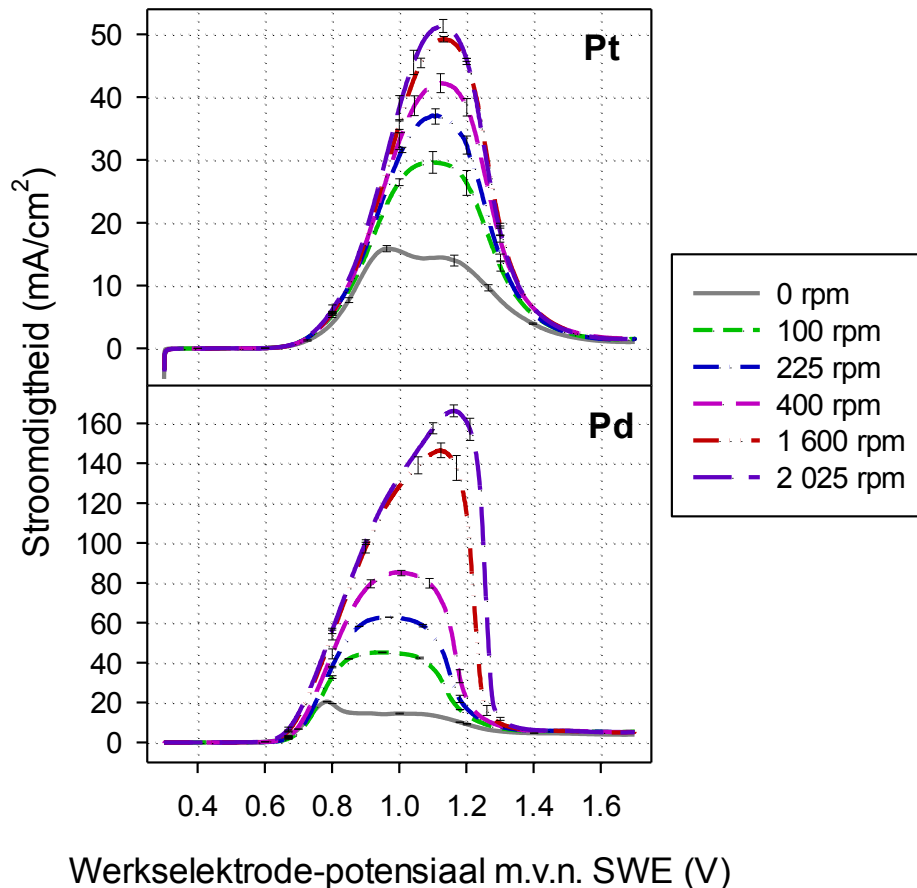 50
40
30
20
10
0
Pt
160
140
120
100
80
60
40
20
0
Pd
Stroomdigtheid (mA/cm²)
0.4 0.6 0.8 1.0 1.2 1.4 1.6
Werkselektrode-potensiaal m.v.n. SWE (V)
0 rpm
100 rpm
225 rpm
400 rpm
1 600 rpm
2 025 rpm